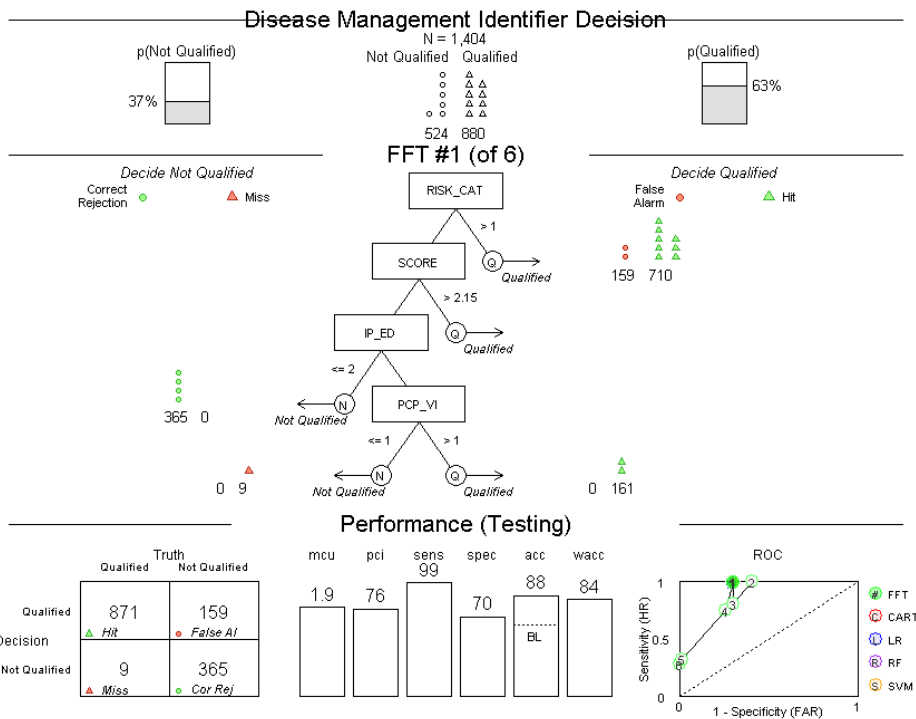 Disease Management Identifier Decision
N = 1,404
p(Not Qualified)
Not Qualified Qualified
p(Qualified)
37%
63%
524 880
FFT #1 (of 6)
Decide Not Qualified
Decide Qualified
Correct Rejection
Miss
False Alarm
Hit
RISK_CAT
> 1
Q
Qualified
SCORE
159 710
> 2.15
Q
Qualified
IP_ED
<= 2
N
Not Qualified
365 0
PCP_VI
<= 1
> 1
N
Not Qualified
Q
Qualified
0 9
0 161
Performance (Testing)
Truth
Qualified Not Qualified
Decision
Qualified
871
Hit
159
False Al
Not Qualified
9
Miss
365
Cor Rej
mcu pci sens spec acc wacc
1.9 76 99 70 88 84
BL
ROC
Sensitivity (HR)
1
0.5
0
0 1
1 - Specificity (FAR)
1
2
3
4
5
6
# FFT
C CART
L LR
R RF
S SVM